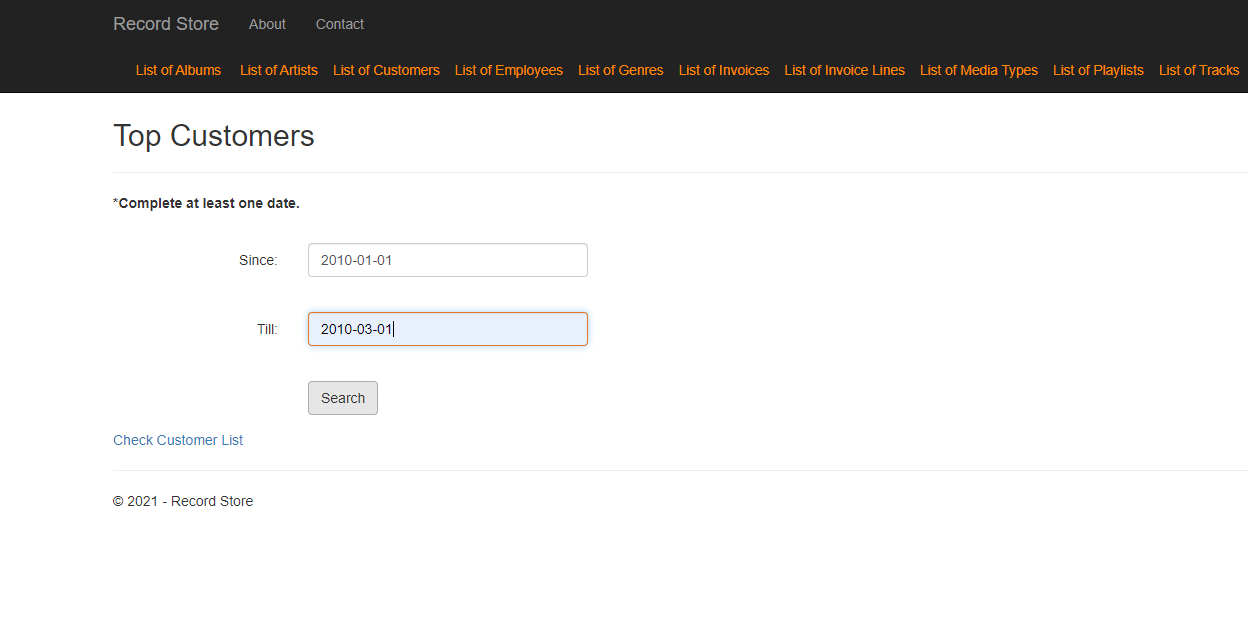 Record Store About Contact
List of Albums List of Artists List of Customers List of Employees List of Genres List of Invoices List of Invoice Lines List of Media Types List of Playlists List of Tracks
Top Customers
*Complete at least one date.
Since: 2010-01-01
Till: 2010-03-01
Search
Check Customer List
© 2021 - Record Store